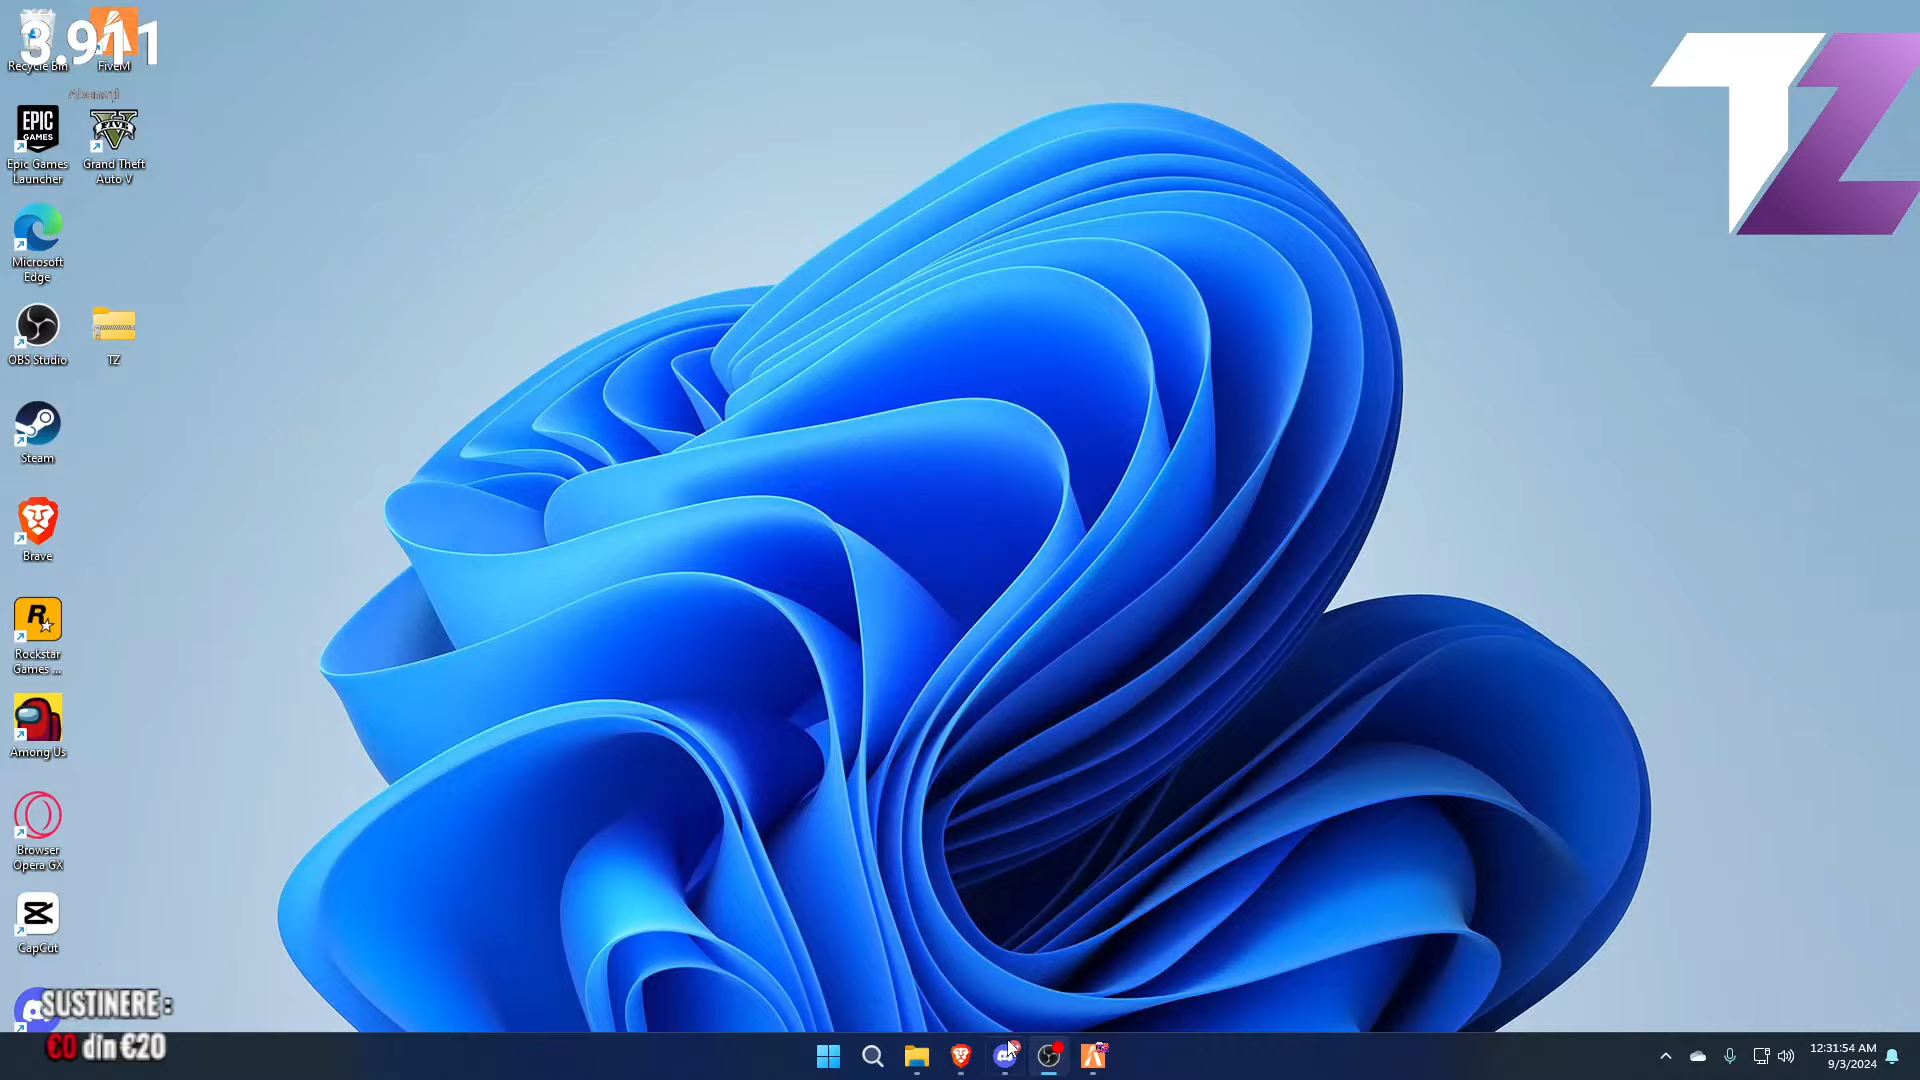 3.911
Recycle Bin
FiveM
Abonați
EPIC
GAMES
Epic Games
Launcher
FIVE
Grand Theft
Auto V
Microsoft
Edge
OBS Studio
TZ
Steam
Brave
R
Rockstar
Games ...
Among Us
Browser
Opera GX
CapCut
SUSTINERE :
€0 din €20
TZ
12:31:54 AM
9/3/2024